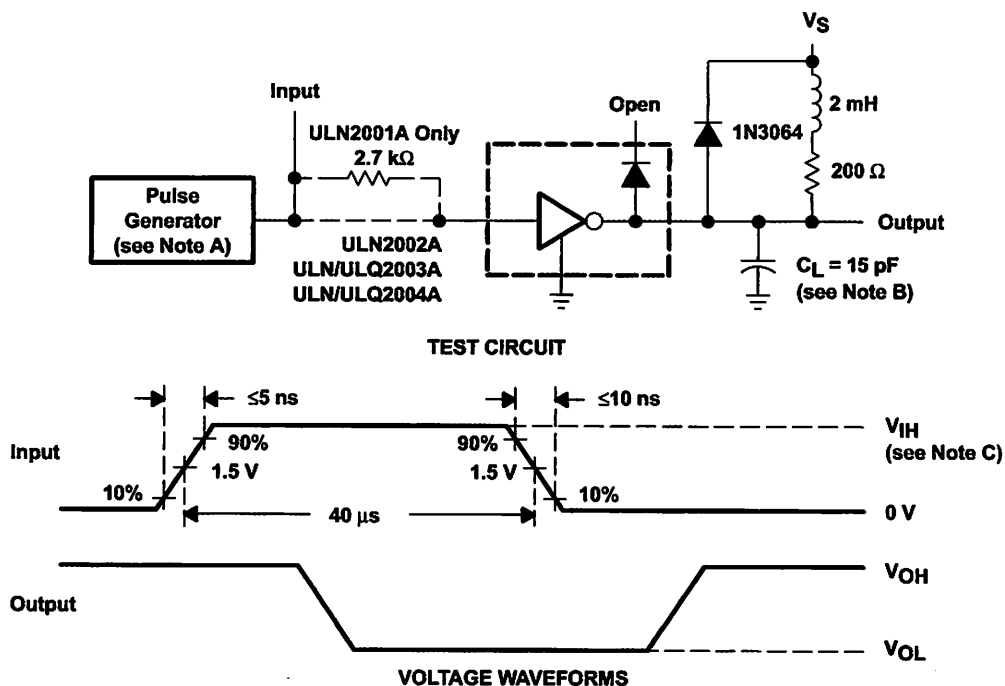 VS
Input
ULN2001A Only
2.7 kΩ
Open
1N3064
2 mH
200 Ω
Pulse
Generator
(see Note A)
Output
ULN2002A
ULN/ULQ2003A
ULN/ULQ2004A
CL = 15 pF
(see Note B)
TEST CIRCUIT
≤5 ns
≤10 ns
Input
90%
90%
VIH
(see Note C)
1.5 V
1.5 V
10%
10%
40 µs
0 V
VOH
Output
VOL
VOLTAGE WAVEFORMS